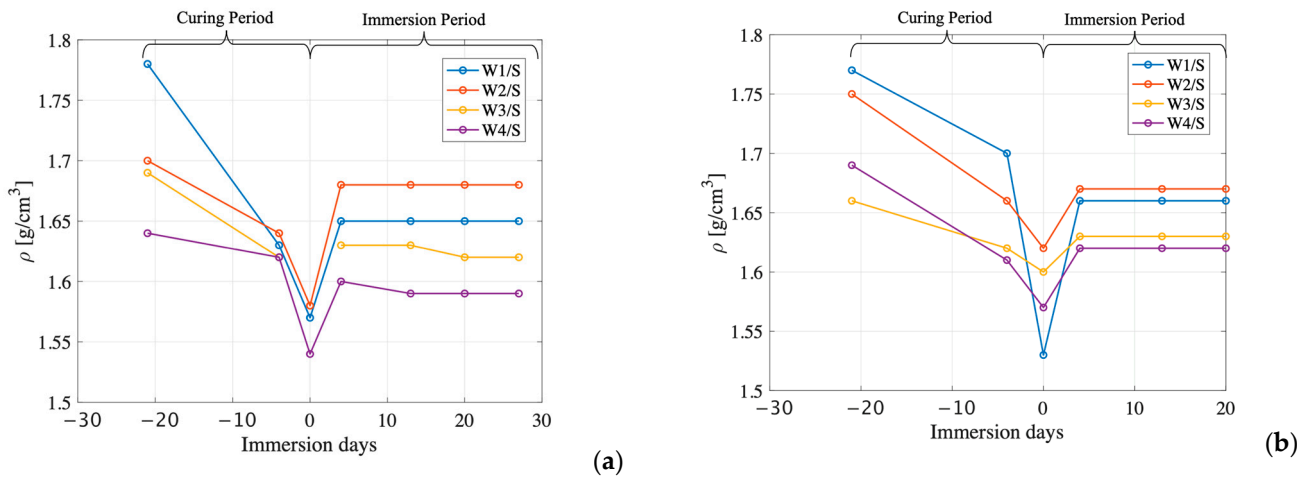 Curing Period
Immersion Period
1.8
1.75
1.7
1.65
1.6
1.55
1.5
ρ [g/cm³]
W1/S
W2/S
W3/S
W4/S
−30
−20
−10
0
10
20
30
Immersion days
(a)
Curing Period
Immersion Period
1.8
1.75
1.7
1.65
1.6
1.55
1.5
ρ [g/cm³]
W1/S
W2/S
W3/S
W4/S
−30
−20
−10
0
10
20
Immersion days
(b)